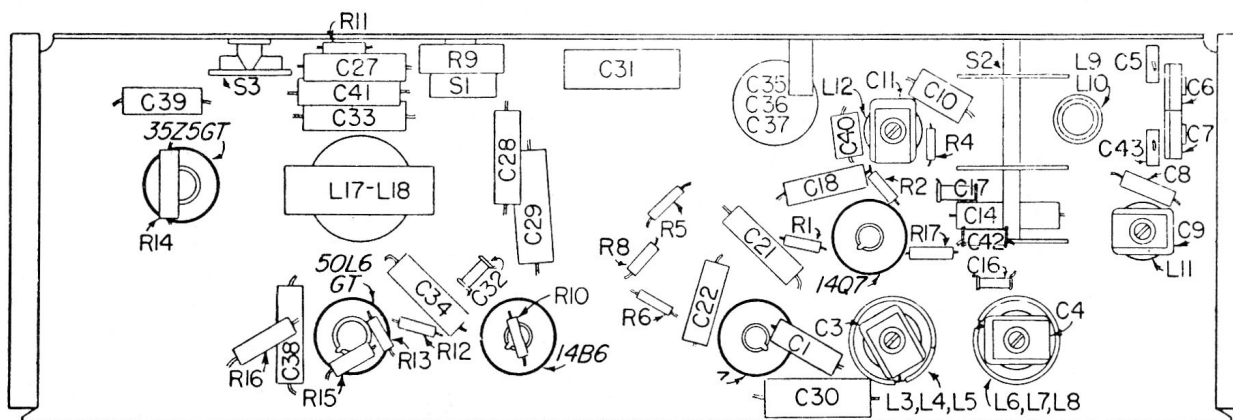 R11
R9
S1
S3
C27
C41
C33
C31
C39
35Z5GT
R14
L17-L18
C28
C29
C35
C36
C37
L12
C11
C10
C40
R4
S2
L9
L10
C5
C6
C7
C43
C8
C9
L11
C18
R2
C17
C14
C42
R17
C16
R1
14Q7
R5
R8
R6
C21
C22
50L6
GT
C34
C32
R10
14B6
R16
C38
R15
R13
R12
7
C1
C30
C3
L3,L4,L5
C4
L6,L7,L8